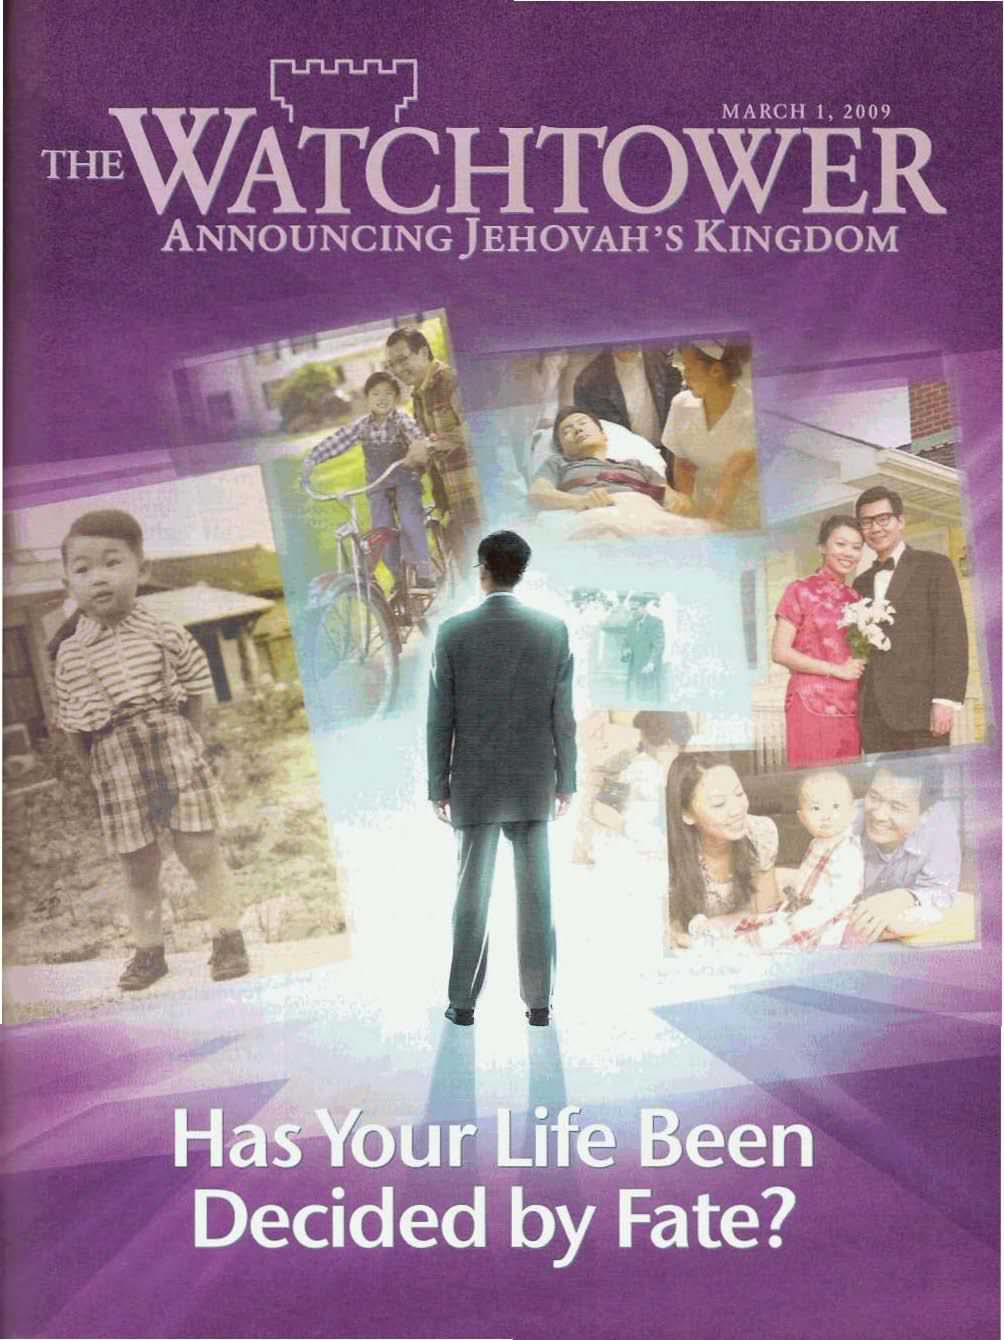 MARCH 1, 2009
THE WATCHTOWER
ANNOUNCING JEHOVAH'S KINGDOM
Has Your Life Been
Decided by Fate?